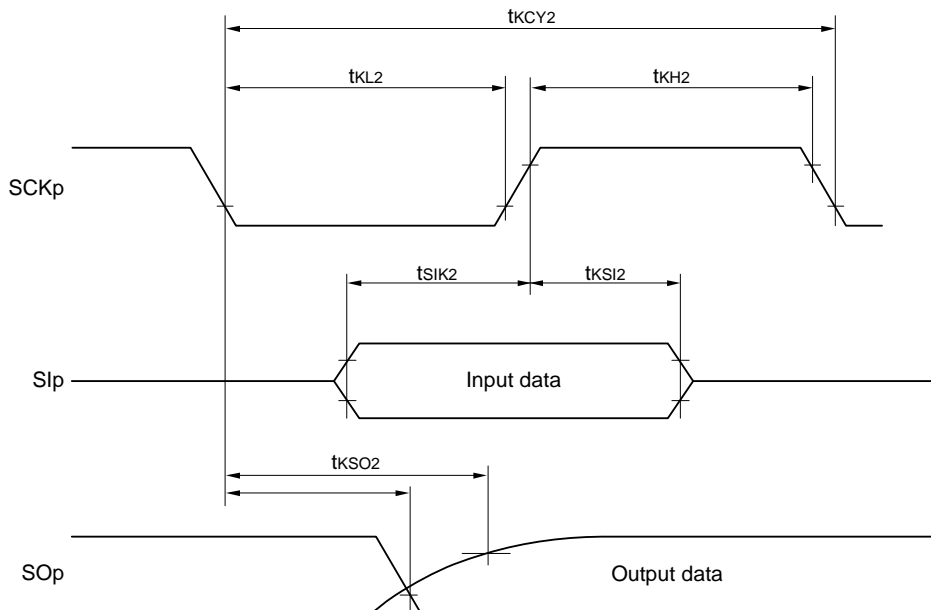 tKCY2
tKL2
tKH2
SCKp
tSIK2
tKSI2
SIp
Input data
tKSO2
SOp
Output data